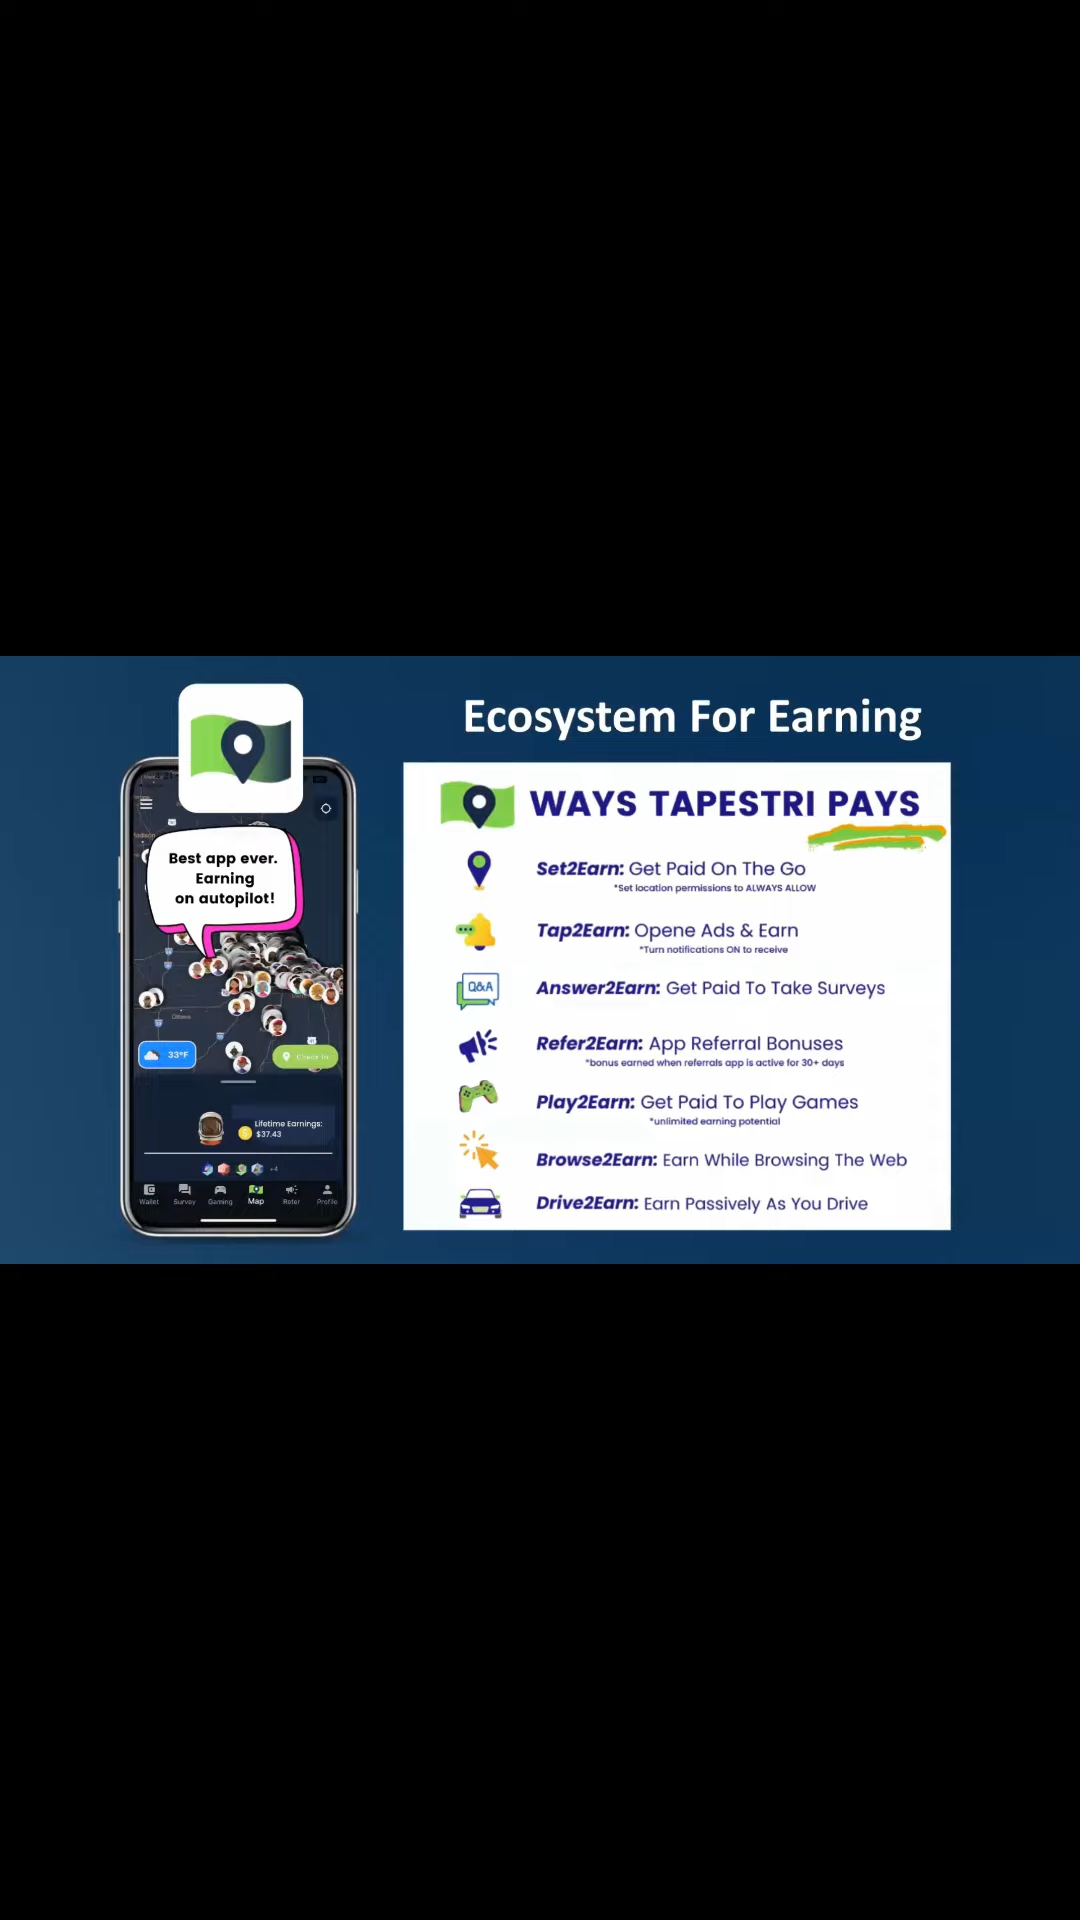 Ecosystem For Earning
WAYS TAPESTRI PAYS
Set2Earn: Get Paid On The Go
*Set location permissions to ALWAYS ALLOW
Tap2Earn: Opene Ads & Earn
*Turn notifications ON to receive
Q&A
Answer2Earn: Get Paid To Take Surveys
Refer2Earn: App Referral Bonuses
*bonus earned when referrals app is active for 30+ days
Play2Earn: Get Paid To Play Games
*unlimited earning potential
Browse2Earn: Earn While Browsing The Web
Drive2Earn: Earn Passively As You Drive
Best app ever.
Earning
on autopilot!
Ottawa
33°F
Check In
Lifetime Earnings:
$37.43
+4
Wallet
Survey
Gaming
Map
Refer
Profile